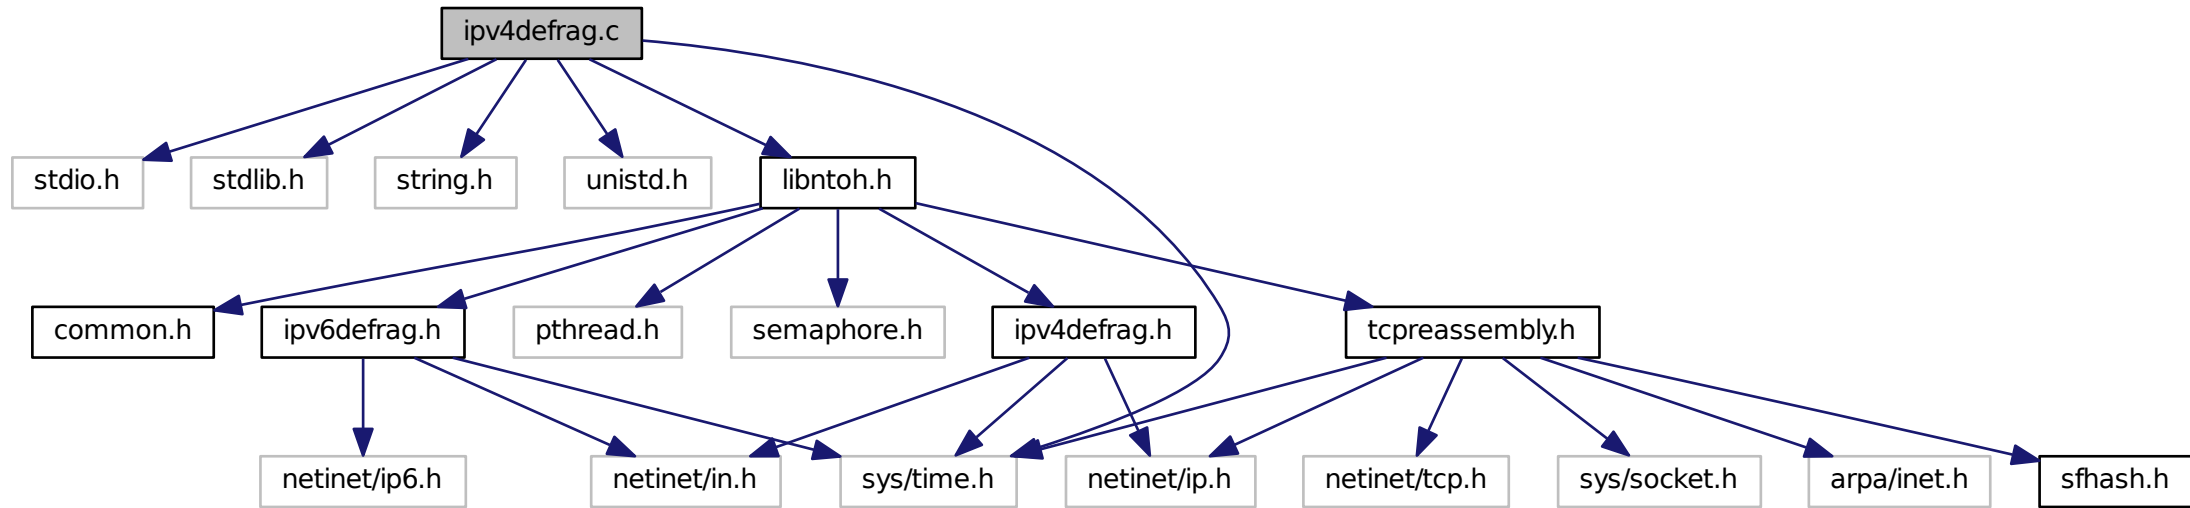 ipv4defrag.c
stdio.h
stdlib.h
string.h
unistd.h
libntoh.h
common.h
ipv6defrag.h
pthread.h
semaphore.h
ipv4defrag.h
tcpreassembly.h
netinet/ip6.h
netinet/in.h
sys/time.h
netinet/ip.h
netinet/tcp.h
sys/socket.h
arpa/inet.h
sfhash.h